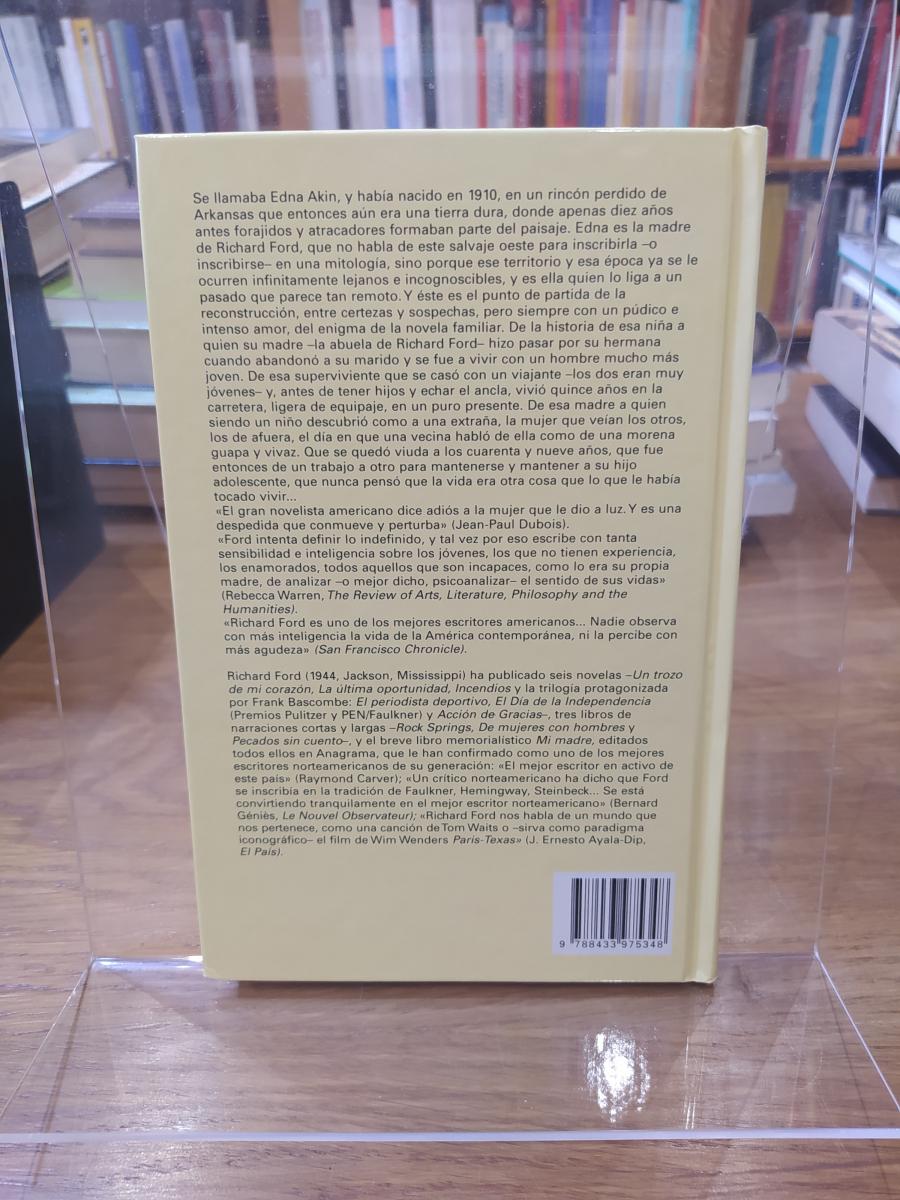 Se llamaba Edna Akin, y había nacido en 1910, en un rincón perdido de
Arkansas que entonces aún era una tierra dura, donde apenas diez años
antes forajidos y atracadores formaban parte del paisaje. Edna es la madre
de Richard Ford, que no habla de este salvaje oeste para inscribirla –o
inscribirse– en una mitología, sino porque ese territorio y esa época ya se le
ocurren infinitamente lejanos e incognoscibles, y es ella quien lo liga a un
pasado que parece tan remoto. Y éste es el punto de partida de la
reconstrucción, entre certezas y sospechas, pero siempre con un púdico e
intenso amor, del enigma de la novela familiar. De la historia de esa niña a
quien su madre –la abuela de Richard Ford– hizo pasar por su hermana
cuando abandonó a su marido y se fue a vivir con un hombre mucho más
joven. De esa superviviente que se casó con un viajante –los dos eran muy
jóvenes– y, antes de tener hijos y echar el ancla, vivió quince años en la
carretera, ligera de equipaje, en un puro presente. De esa madre a quien
siendo un niño descubrió como a una extraña, la mujer que veían los otros,
los de afuera, el día en que una vecina habló de ella como de una morena
guapa y vivaz. Que se quedó viuda a los cuarenta y nueve años, que fue
entonces de un trabajo a otro para mantenerse y mantener a su hijo
adolescente, que nunca pensó que la vida era otra cosa que lo que le había
tocado vivir...
«El gran novelista americano dice adiós a la mujer que le dio a luz. Y es una
despedida que conmueve y perturba» (Jean-Paul Dubois).
«Ford intenta definir lo indefinido, y tal vez por eso escribe con tanta
sensibilidad e inteligencia sobre los jóvenes, los que no tienen experiencia,
los enamorados, todos aquellos que son incapaces, como lo era su propia
madre, de analizar –o mejor dicho, psicoanalizar– el sentido de sus vidas»
(Rebecca Warren, The Review of Arts, Literature, Philosophy and the
Humanities).
«Richard Ford es uno de los mejores escritores americanos... Nadie observa
con más inteligencia la vida de la América contemporánea, ni la percibe con
más agudeza» (San Francisco Chronicle).
Richard Ford (1944, Jackson, Mississippi) ha publicado seis novelas –Un trozo
de mi corazón, La última oportunidad, Incendios y la trilogía protagonizada
por Frank Bascombe: El periodista deportivo, El Día de la Independencia
(Premios Pulitzer y PEN/Faulkner) y Acción de Gracias–, tres libros de
narraciones cortas y largas –Rock Springs, De mujeres con hombres y
Pecados sin cuento–, y el breve libro memorialístico Mi madre, editados
todos ellos en Anagrama, que le han confirmado como uno de los mejores
escritores norteamericanos de su generación: «El mejor escritor en activo de
este país» (Raymond Carver); «Un crítico norteamericano ha dicho que Ford
se inscribía en la tradición de Faulkner, Hemingway, Steinbeck... Se está
convirtiendo tranquilamente en el mejor escritor norteamericano» (Bernard
Géniès, Le Nouvel Observateur); «Richard Ford nos habla de un mundo que
nos pertenece, como una canción de Tom Waits o –sirva como paradigma
iconográfico– el film de Wim Wenders Paris-Texas» (J. Ernesto Ayala-Dip,
El País).
9 788433 975348